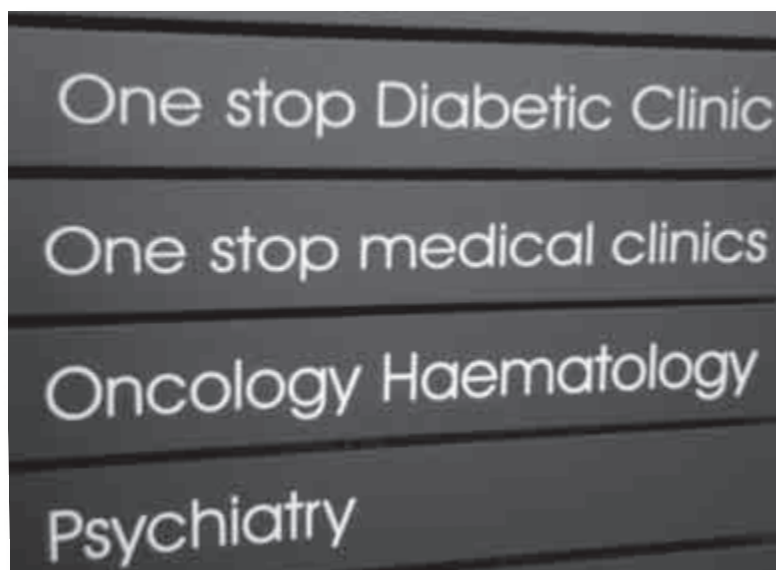 One stop Diabetic Clinic
One stop medical clinics
Oncology Haematology
Psychiatry